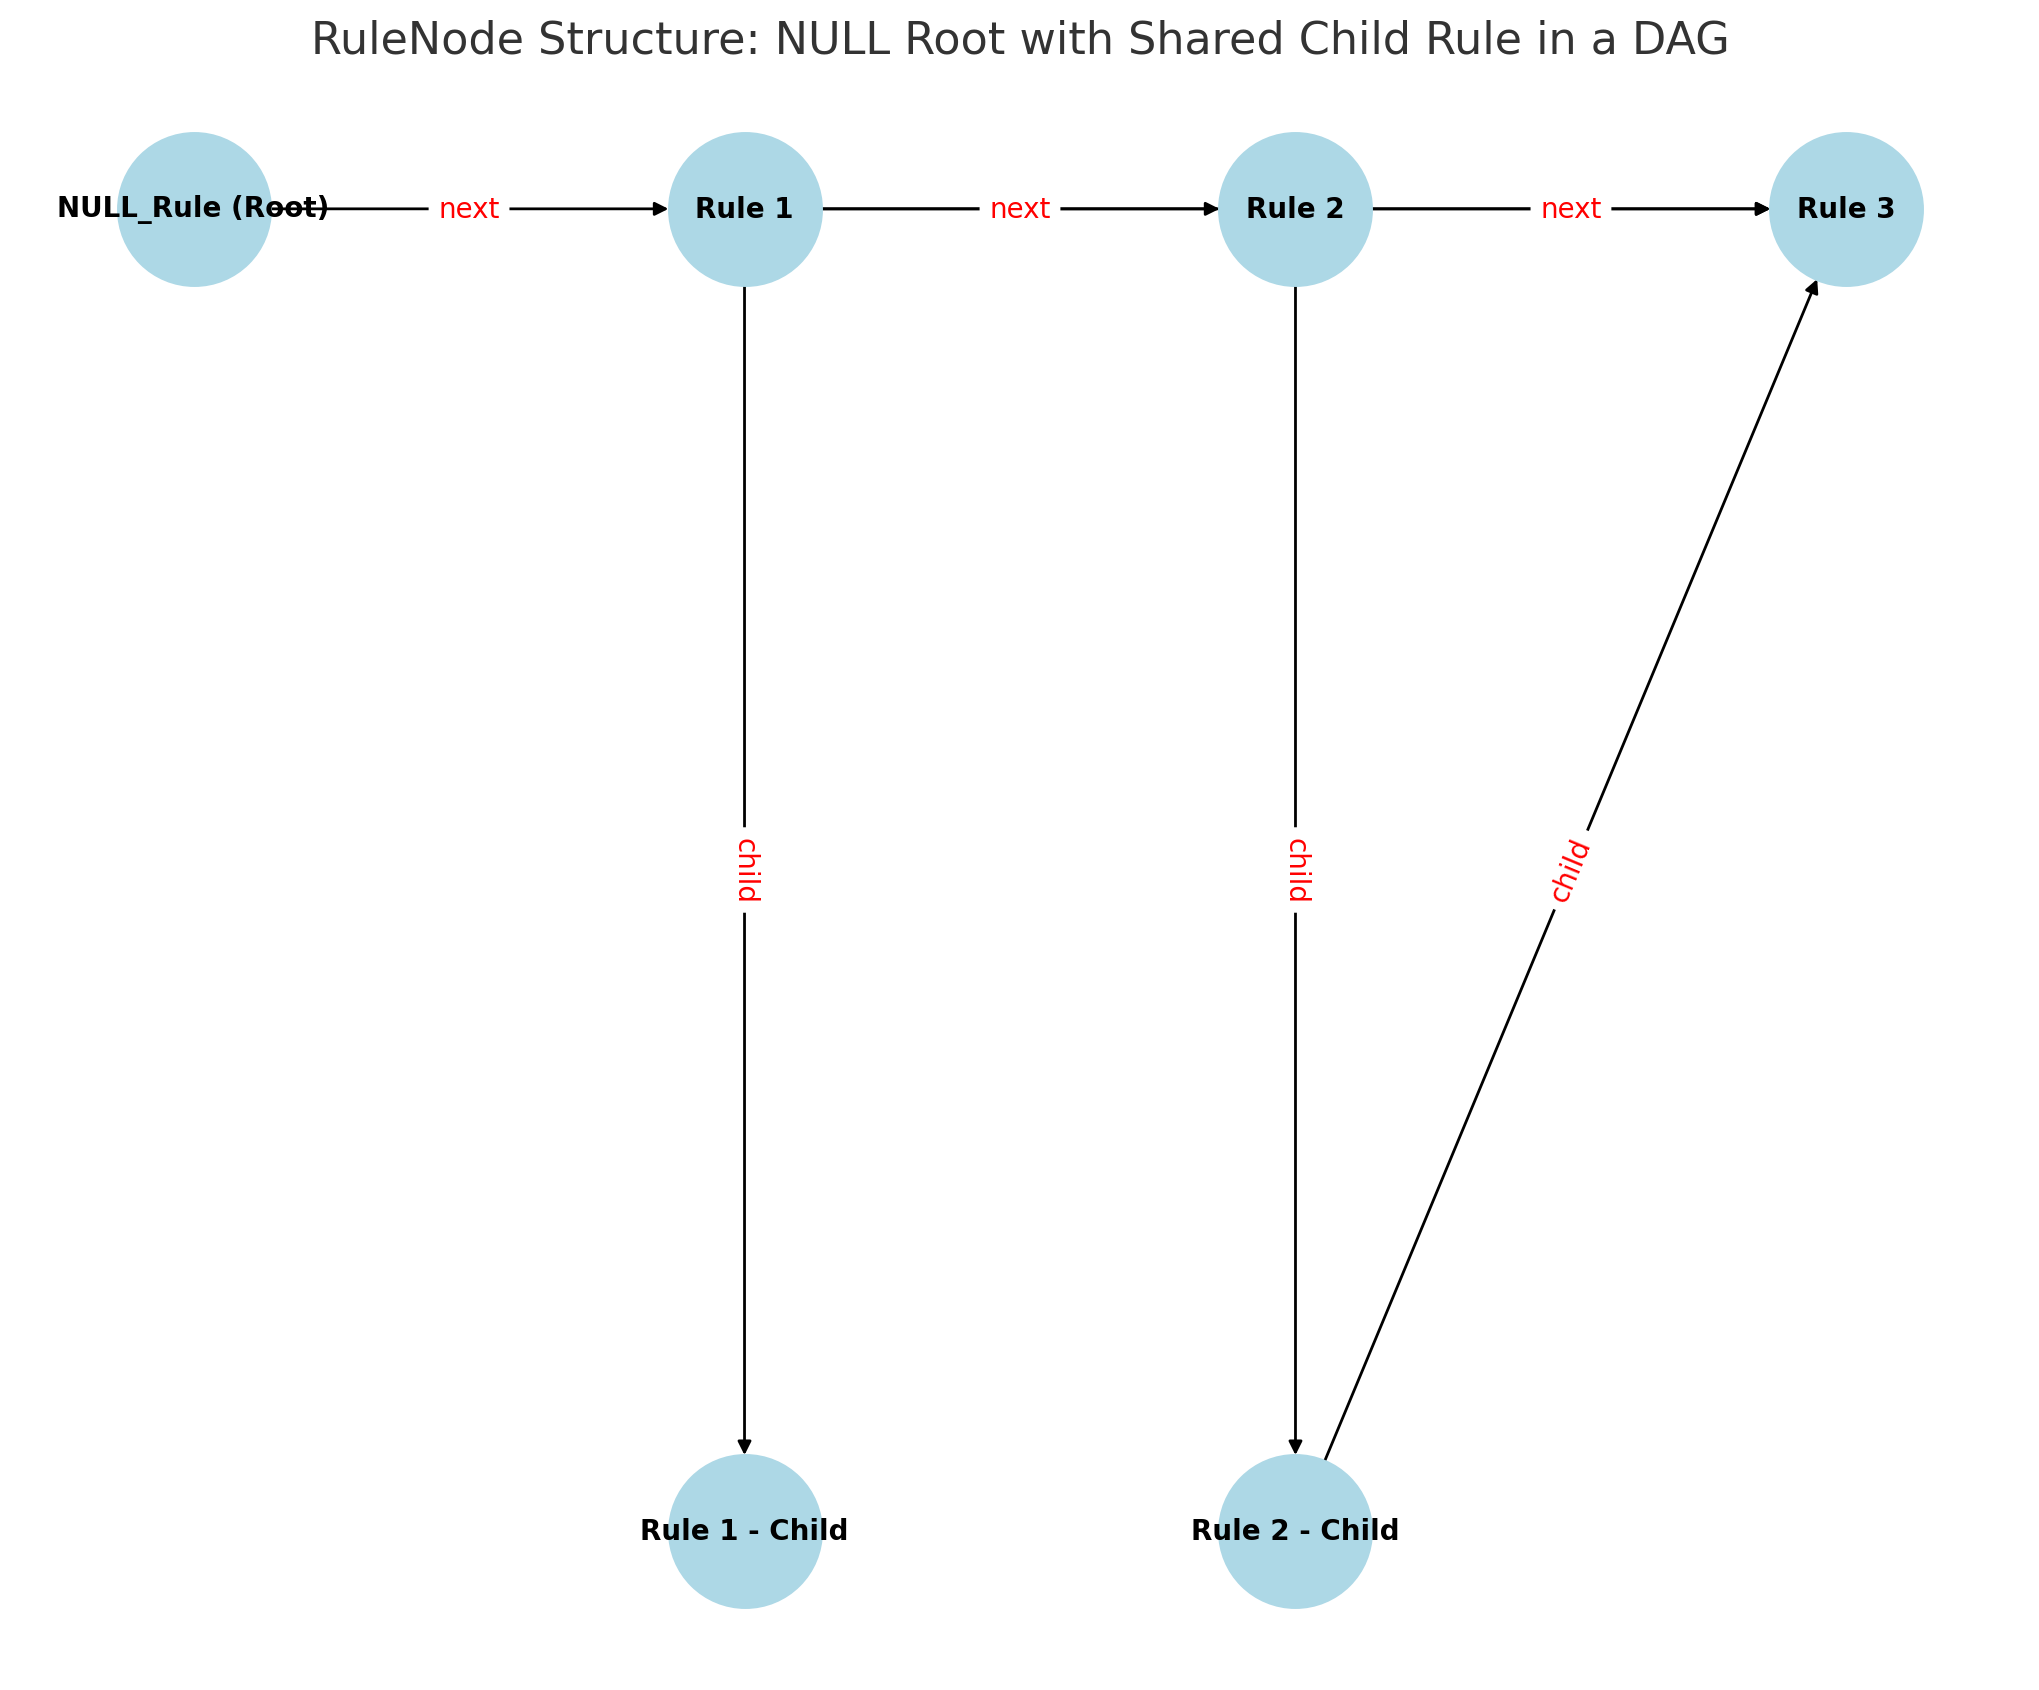 RuleNode Structure: NULL Root with Shared Child Rule in a DAG
NULL_Rule (Root)
next
Rule 1
next
Rule 2
next
Rule 3
child
child
child
Rule 1 - Child
Rule 2 - Child